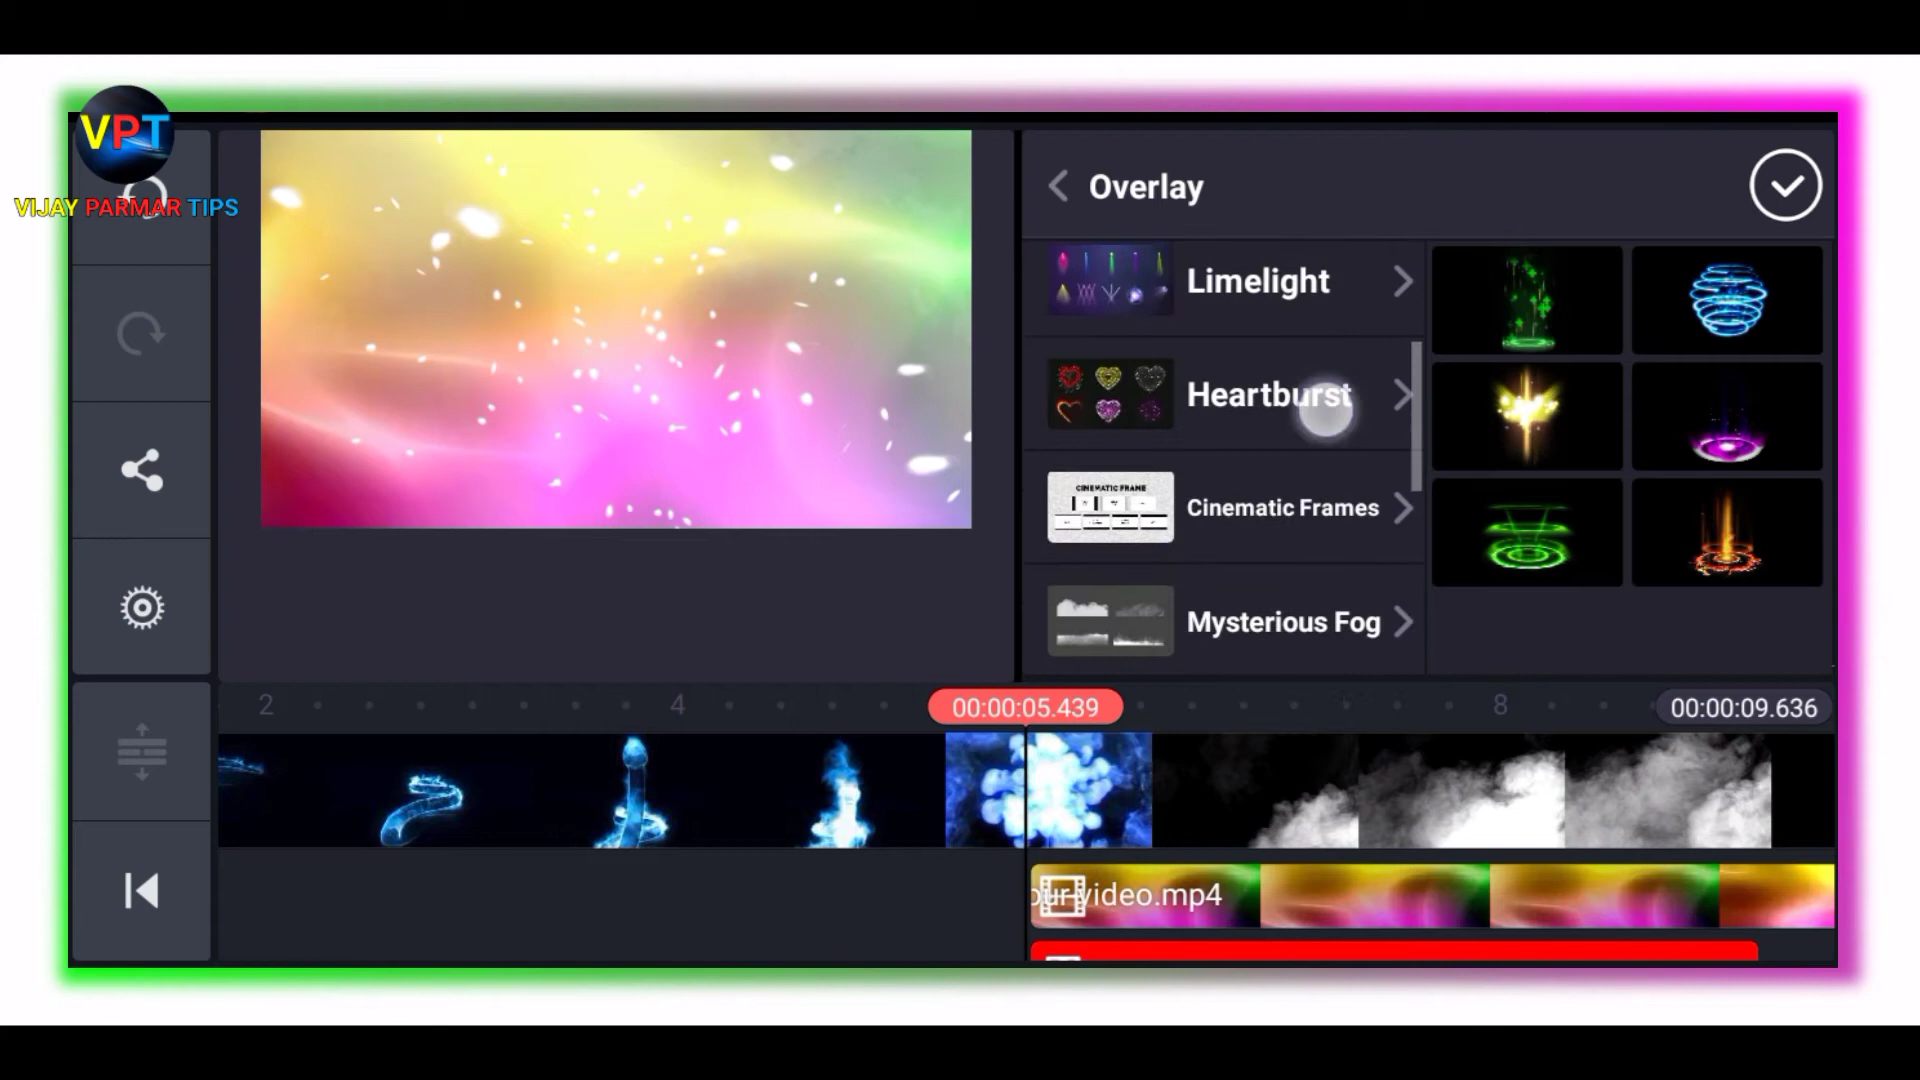 VPT
VIJAY PARMAR TIPS
Overlay
Limelight
Heartburst
CINEMATIC FRAME
Cinematic Frames
Mysterious Fog
2
4
00:00:05.439
8
00:00:09.636
our video.mp4